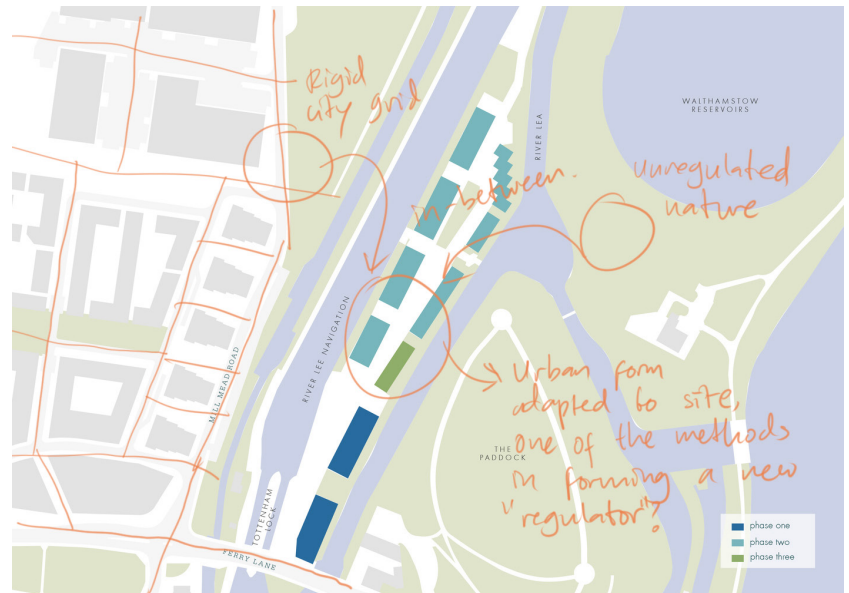 Rigid
city grid
in-between.
unregulated
nature
WALTHAMSTOW
RESERVOIRS
RIVER LEA
RIVER LEE NAVIGATION
MILL MEAD ROAD
Urban form
adapted to site,
one of the methods
in forming a new
"regulator"?
THE
PADDOCK
TOTTENHAM
LOCK
FERRY LANE
phase one
phase two
phase three